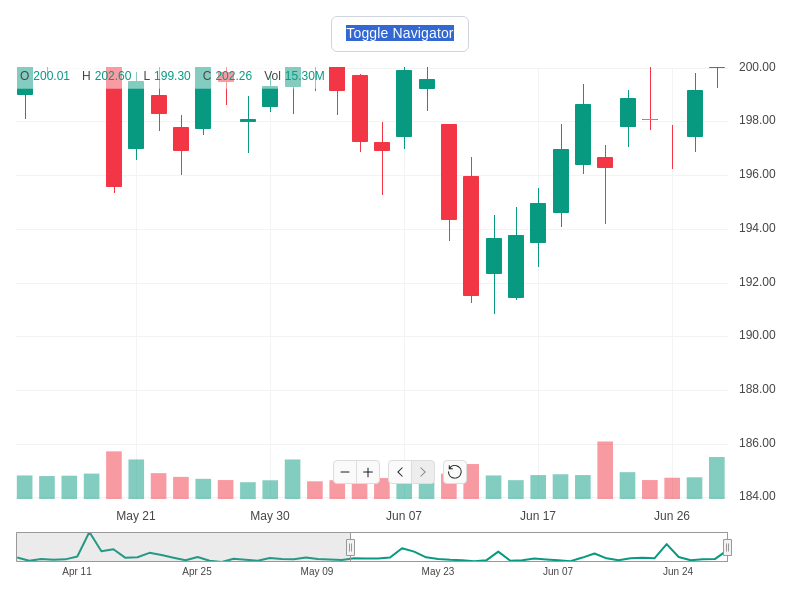 Toggle Navigator
O 200.01 H 202.60 L 199.30 C 202.26 Vol 15.30M
200.00
198.00
196.00
194.00
192.00
190.00
188.00
186.00
184.00
May 21 May 30 Jun 07 Jun 17 Jun 26
Apr 11 Apr 25 May 09 May 23 Jun 07 Jun 24